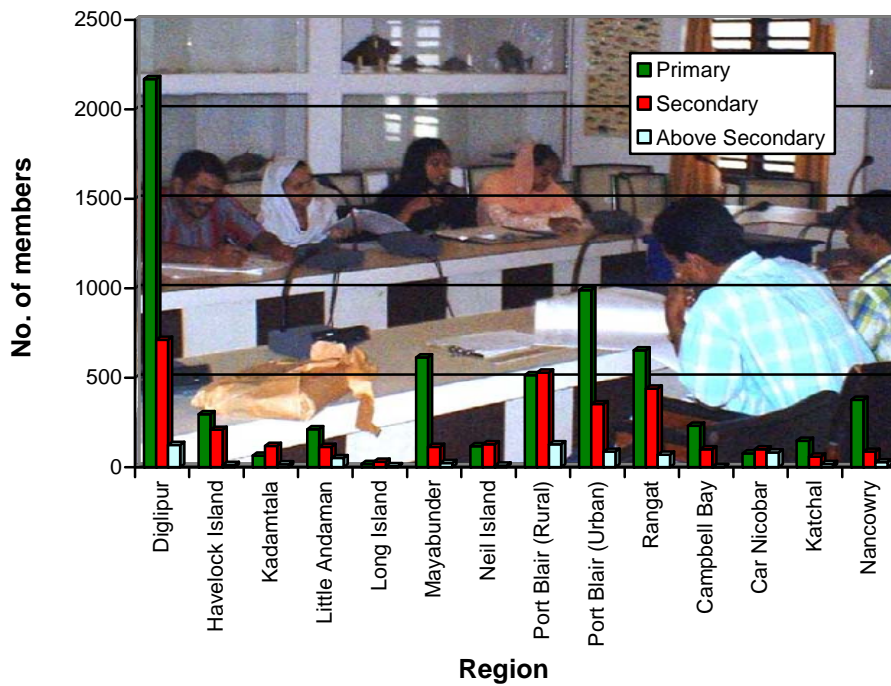 2500
2000
1500
1000
500
0
No. of members
Primary
Secondary
Above Secondary
Diglipur
Havelock Island
Kadamtala
Little Andaman
Long Island
Mayabunder
Neil Island
Port Blair (Rural)
Port Blair (Urban)
Rangat
Campbell Bay
Car Nicobar
Katchal
Nancowry
Region